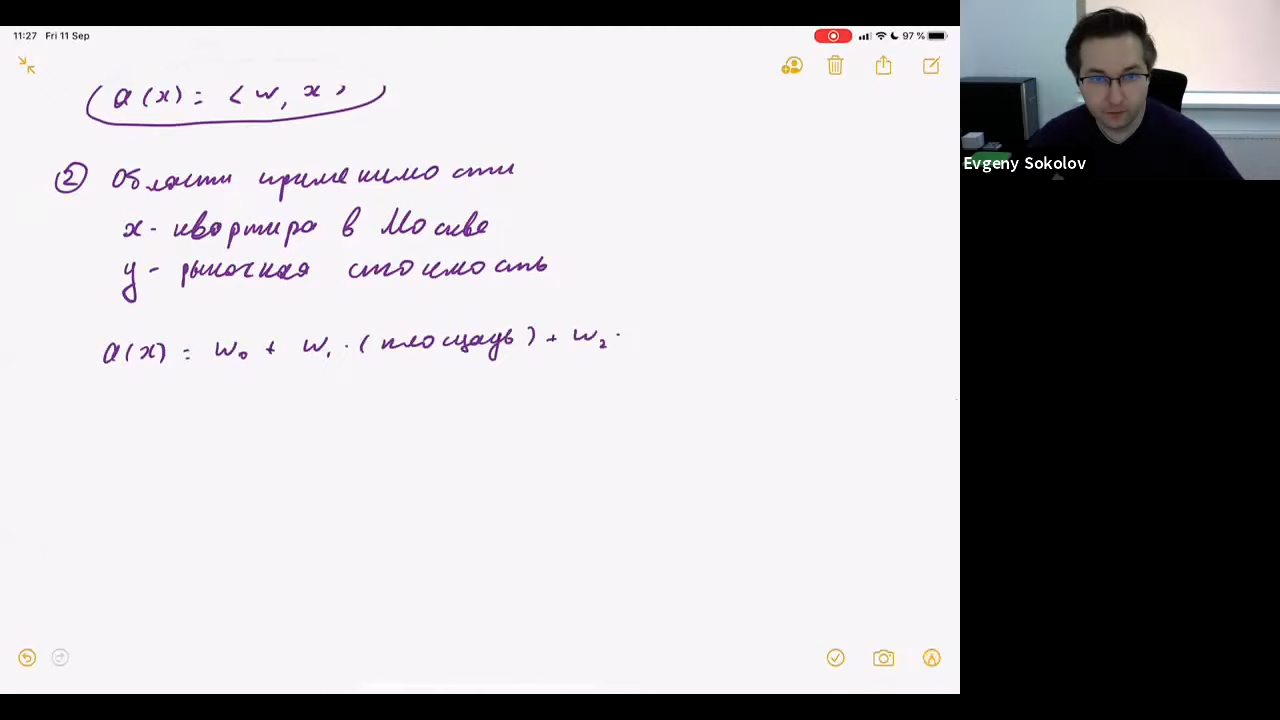 11:27 Fri 11 Sep 97 %
a(x) = < w, x >
② Области применимости
x - квартира в Москве
y - рыночная стоимость
a(x) = w₀ + w₁ · (площадь) + w₂ ·
Evgeny Sokolov